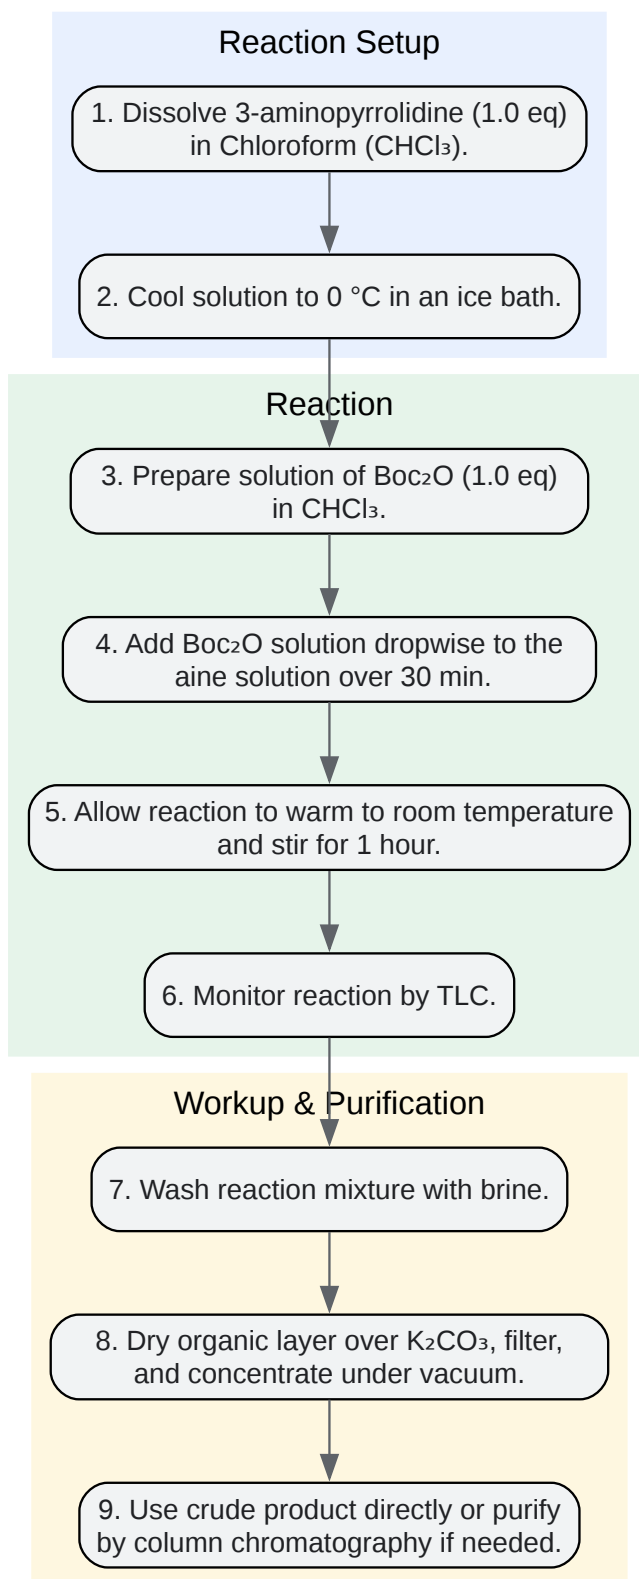 Reaction Setup
1. Dissolve 3-aminopyrrolidine (1.0 eq)
in Chloroform (CHCl₃).
2. Cool solution to 0 °C in an ice bath.
Reaction
3. Prepare solution of Boc₂O (1.0 eq)
in CHCl₃.
4. Add Boc₂O solution dropwise to the
aine solution over 30 min.
5. Allow reaction to warm to room temperature
and stir for 1 hour.
6. Monitor reaction by TLC.
Workup & Purification
7. Wash reaction mixture with brine.
8. Dry organic layer over K₂CO₃, filter,
and concentrate under vacuum.
9. Use crude product directly or purify
by column chromatography if needed.